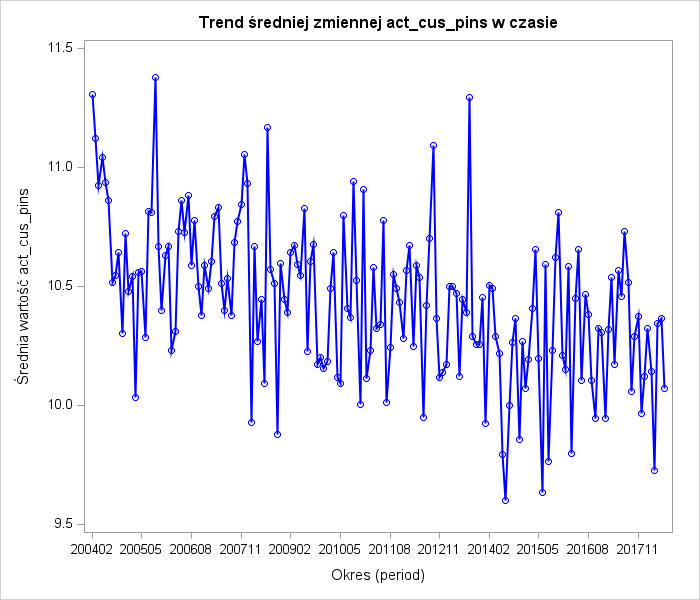 Trend średniej zmiennej act_cus_pins w czasie
Średnia wartość act_cus_pins
11.5
11.0
10.5
10.0
9.5
200402 200505 200608 200711 200902 201005 201108 201211 201402 201505 201608 201711
Okres (period)